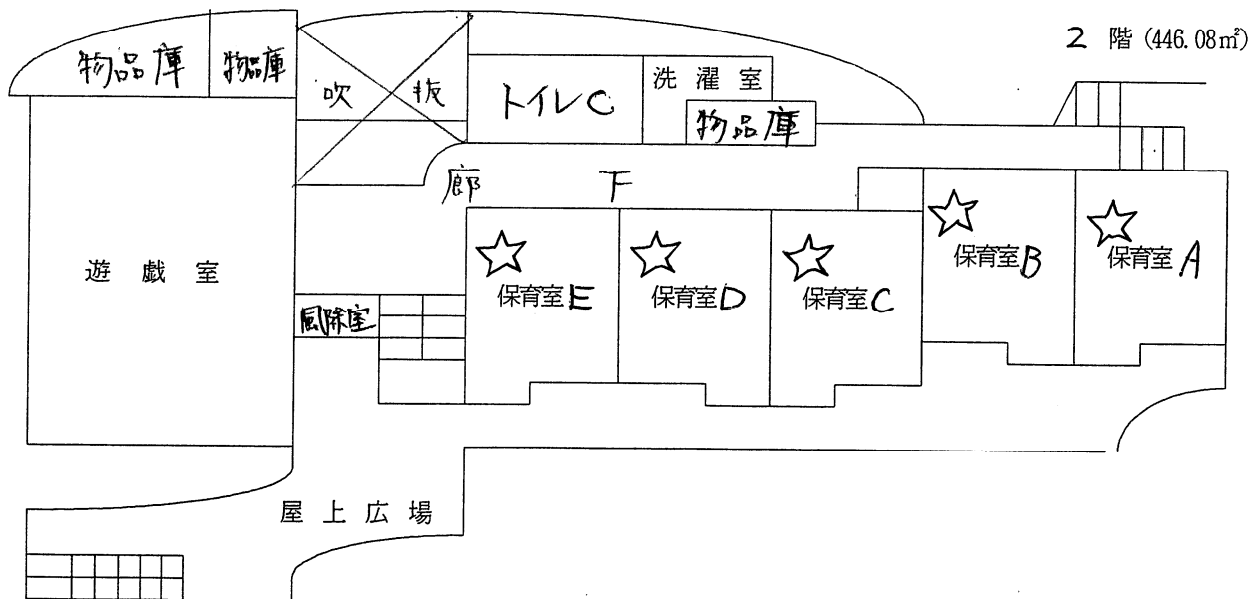 2 階 (446.08㎡)
物品庫
物品庫
吹 抜
トイレC
洗 濯 室
物品庫
廊 下
遊 戯 室
風除室
保育室E
保育室D
保育室C
保育室B
保育室A
屋 上 広 場